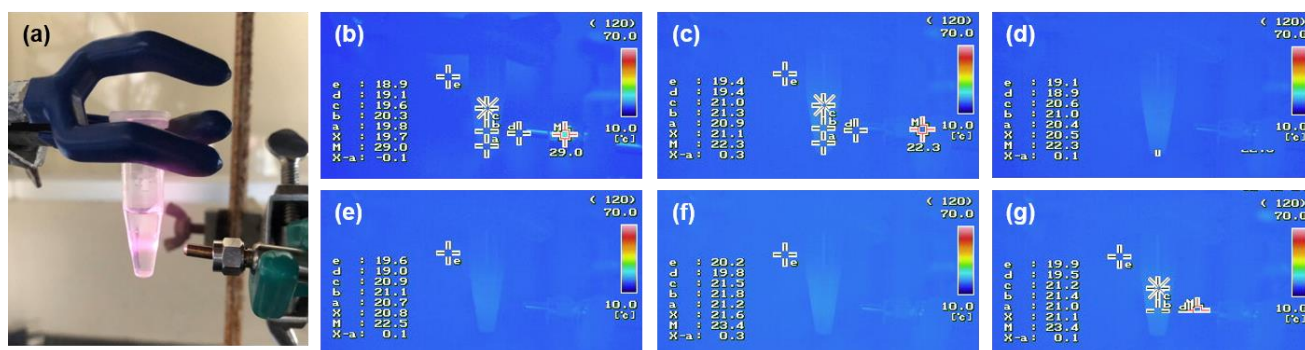 (a)
(b)
( 120)
70.0
e : 18.9
d : 19.1
c : 19.6
b : 20.3
a : 19.8
X : 19.7
M : 29.0
X-a : -0.1
e
c
b
a
d
M
29.0
10.0
[℃]
(c)
( 120)
70.0
e : 19.4
d : 19.4
c : 21.0
b : 21.3
a : 20.9
X : 21.1
M : 22.3
X-a : 0.3
e
c
b
a
d
M
22.3
10.0
[℃]
(d)
( 120)
70.0
e : 19.1
d : 18.9
c : 20.6
b : 21.0
a : 20.4
X : 20.5
M : 22.3
X-a : 0.1
10.0
[℃]
(e)
( 120)
70.0
e : 19.6
d : 19.0
c : 20.9
b : 21.1
a : 20.7
X : 20.8
M : 22.5
X-a : 0.1
e
10.0
[℃]
(f)
( 120)
70.0
e : 20.2
d : 19.8
c : 21.5
b : 21.8
a : 21.2
X : 21.6
M : 23.4
X-a : 0.3
e
10.0
[℃]
(g)
( 120)
70.0
e : 19.9
d : 19.5
c : 21.2
b : 21.4
a : 21.0
X : 21.1
M : 23.4
X-a : 0.1
e
c
b
d
M
10.0
[℃]